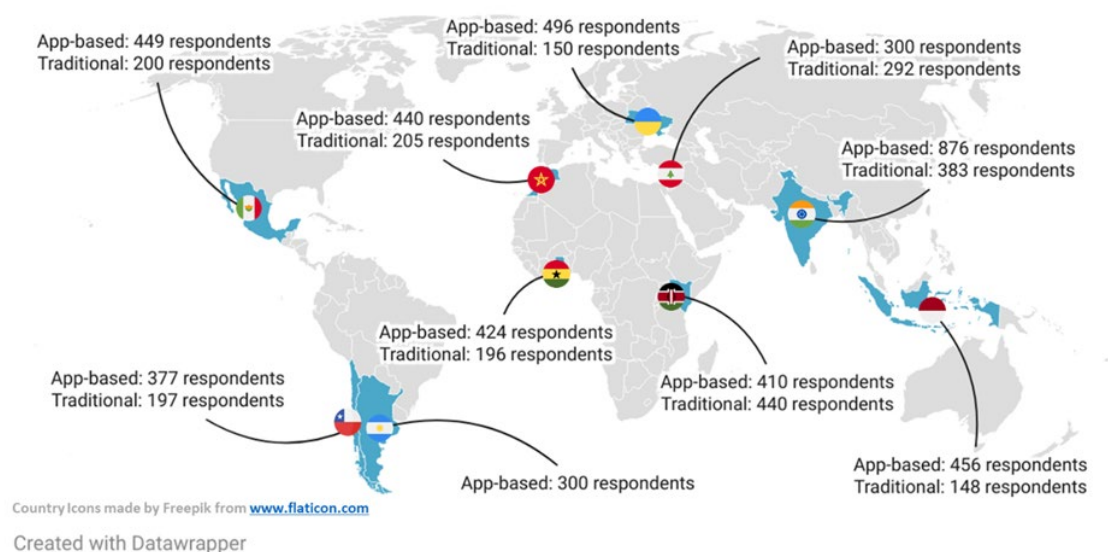 App-based: 449 respondents
Traditional: 200 respondents
App-based: 496 respondents
Traditional: 150 respondents
App-based: 300 respondents
Traditional: 292 respondents
App-based: 440 respondents
Traditional: 205 respondents
App-based: 876 respondents
Traditional: 383 respondents
App-based: 424 respondents
Traditional: 196 respondents
App-based: 377 respondents
Traditional: 197 respondents
App-based: 410 respondents
Traditional: 440 respondents
App-based: 300 respondents
App-based: 456 respondents
Traditional: 148 respondents
Country Icons made by Freepik from www.flaticon.com
Created with Datawrapper